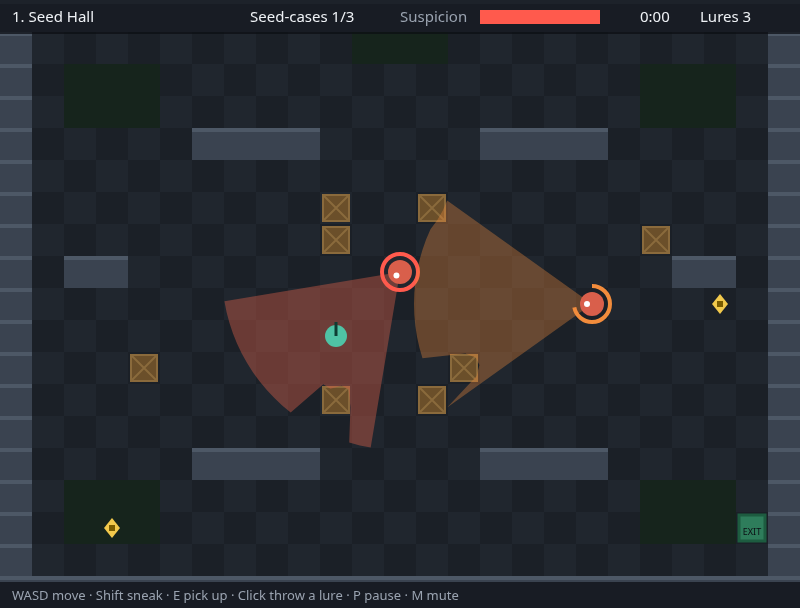 1. Seed Hall Seed-cases 1/3 Suspicion 0:00 Lures 3
EXIT
WASD move · Shift sneak · E pick up · Click throw a lure · P pause · M mute